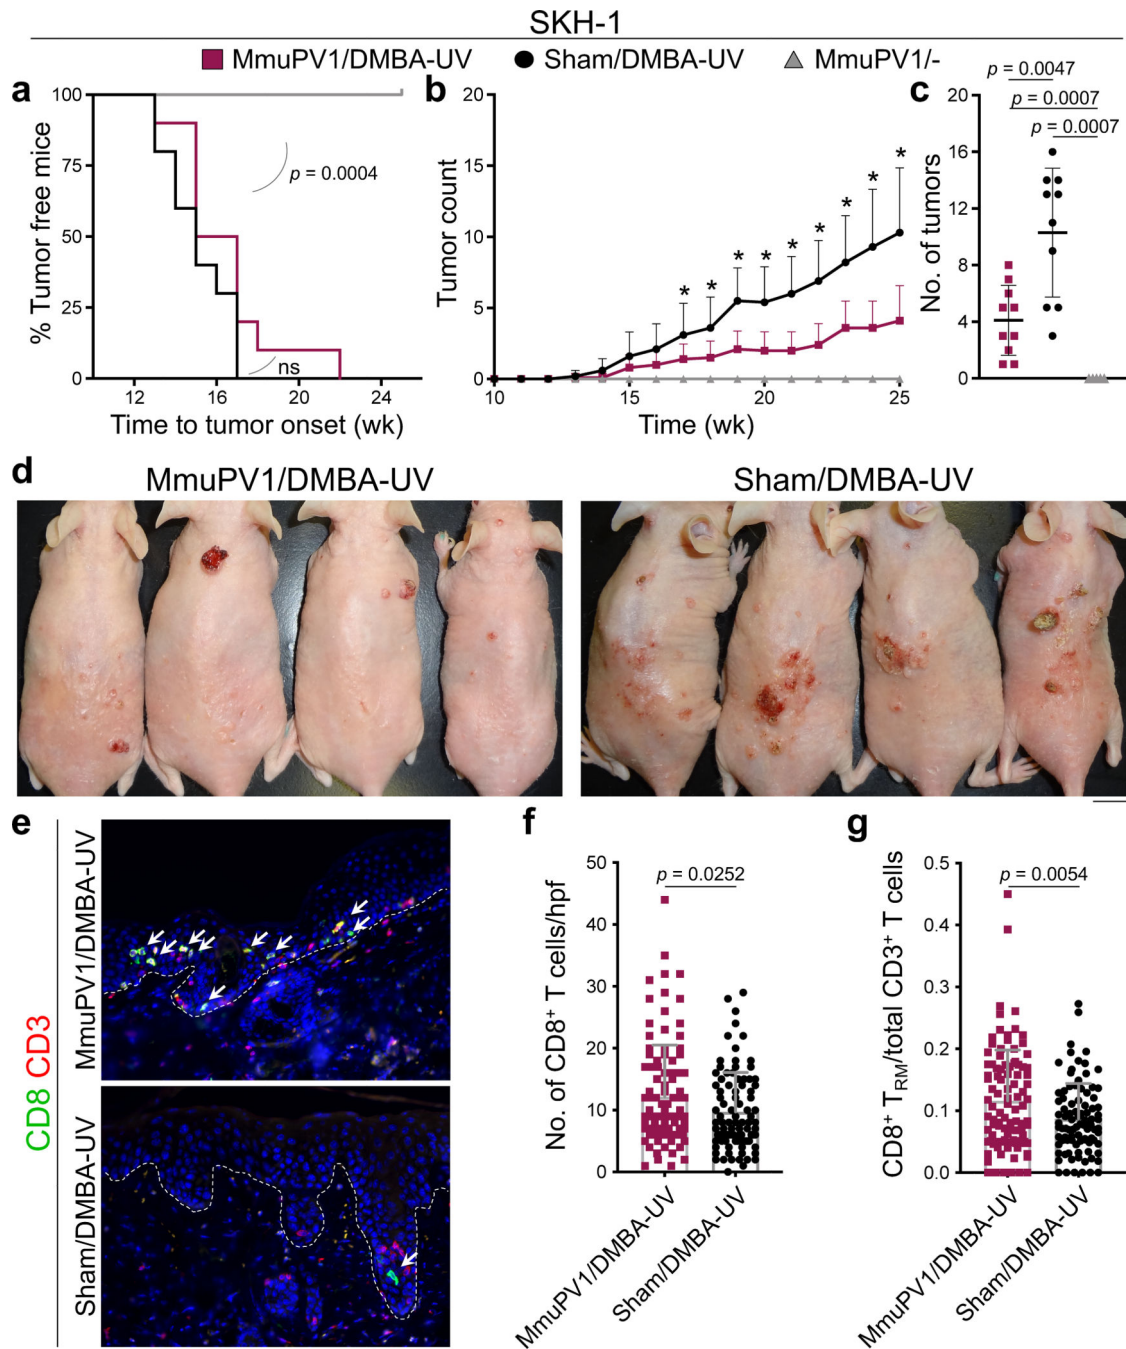 SKH-1
MmuPV1/DMBA-UV Sham/DMBA-UV MmuPV1/-
a
% Tumor free mice
100
75
50
25
0
12 16 20 24
Time to tumor onset (wk)
p = 0.0004
ns
b
Tumor count
20
15
10
5
0
10 15 20 25
Time (wk)
* * * * * * * * *
c
No. of tumors
20
16
12
8
4
0
p = 0.0047
p = 0.0007
p = 0.0007
d
MmuPV1/DMBA-UV
Sham/DMBA-UV
e
CD8 CD3
MmuPV1/DMBA-UV
Sham/DMBA-UV
f
No. of CD8⁺ T cells/hpf
50
40
30
20
10
0
p = 0.0252
MmuPV1/DMBA-UV
Sham/DMBA-UV
g
CD8⁺ TRM/total CD3⁺ T cells
0.5
0.4
0.3
0.2
0.1
0.0
p = 0.0054
MmuPV1/DMBA-UV
Sham/DMBA-UV